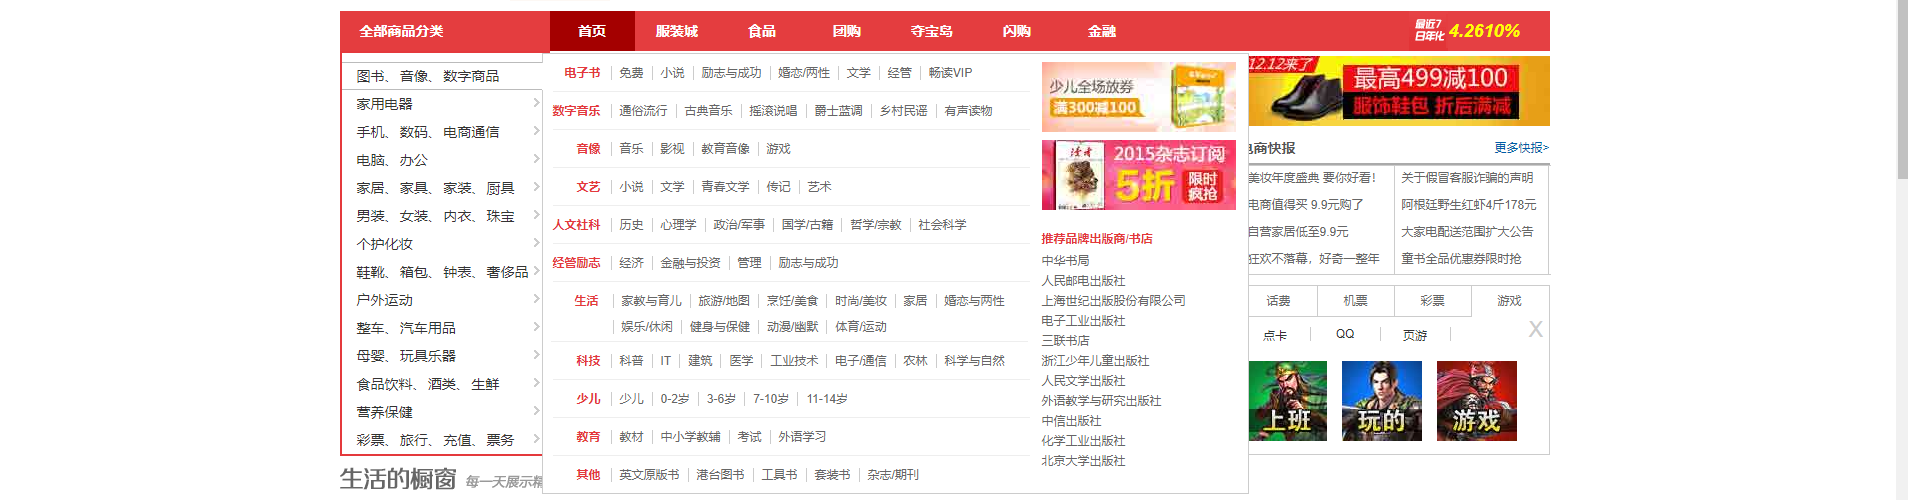 全部商品分类 首页 服装城 食品 团购 夺宝岛 闪购 金融 最近7日年化 4.2610%
图书、音像、数字商品
家用电器
手机、数码、电商通信
电脑、办公
家居、家具、家装、厨具
男装、女装、内衣、珠宝
个护化妆
鞋靴、箱包、钟表、奢侈品
户外运动
整车、汽车用品
母婴、玩具乐器
食品饮料、酒类、生鲜
营养保健
彩票、旅行、充值、票务
生活的橱窗 每一天展示精
电子书 免费 小说 励志与成功 婚恋/两性 文学 经管 畅读VIP
数字音乐 通俗流行 古典音乐 摇滚说唱 爵士蓝调 乡村民谣 有声读物
音像 音乐 影视 教育音像 游戏
文艺 小说 文学 青春文学 传记 艺术
人文社科 历史 心理学 政治/军事 国学/古籍 哲学/宗教 社会科学
经管励志 经济 金融与投资 管理 励志与成功
生活 家教与育儿 旅游/地图 烹饪/美食 时尚/美妆 家居 婚恋与两性
娱乐/休闲 健身与保健 动漫/幽默 体育/运动
科技 科普 IT 建筑 医学 工业技术 电子/通信 农林 科学与自然
少儿 少儿 0-2岁 3-6岁 7-10岁 11-14岁
教育 教材 中小学教辅 考试 外语学习
其他 英文原版书 港台图书 工具书 套装书 杂志/期刊
少儿全场放券
满300减100
读者
2015杂志订阅
5折 限时疯抢
推荐品牌出版商/书店
中华书局
人民邮电出版社
上海世纪出版股份有限公司
电子工业出版社
三联书店
浙江少年儿童出版社
人民文学出版社
外语教学与研究出版社
中信出版社
化学工业出版社
北京大学出版社
12.12来了
最高499减100
服饰鞋包 折后满减
商快报 更多快报>
美妆年度盛典 要你好看! 关于假冒客服诈骗的声明
电商值得买 9.9元购了 阿根廷野生红虾4斤178元
自营家居低至9.9元 大家电配送范围扩大公告
狂欢不落幕，好奇一整年 童书全品优惠券限时抢
话费 机票 彩票 游戏
点卡 QQ 页游 X
上班 玩的 游戏